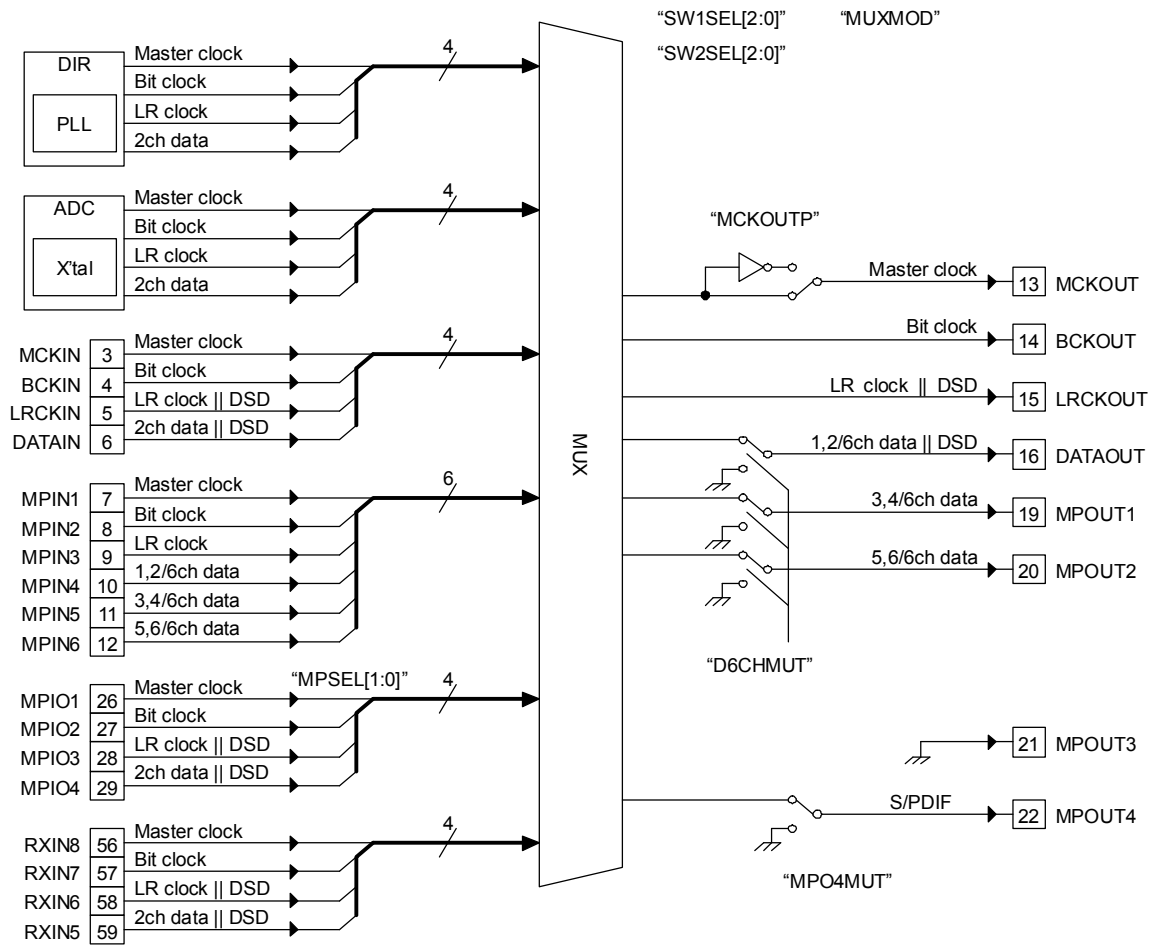 “SW1SEL[2:0]” “MUXMOD”
“SW2SEL[2:0]”
DIR
PLL
Master clock
Bit clock
LR clock
2ch data
4
ADC
X'tal
Master clock
Bit clock
LR clock
2ch data
4
MCKIN 3 Master clock
BCKIN 4 Bit clock
LRCKIN 5 LR clock || DSD
DATAIN 6 2ch data || DSD
4
MPIN1 7 Master clock
MPIN2 8 Bit clock
MPIN3 9 LR clock
MPIN4 10 1,2/6ch data
MPIN5 11 3,4/6ch data
MPIN6 12 5,6/6ch data
6
MPIO1 26 Master clock
MPIO2 27 Bit clock
MPIO3 28 LR clock || DSD
MPIO4 29 2ch data || DSD
“MPSEL[1:0]”
4
RXIN8 56 Master clock
RXIN7 57 Bit clock
RXIN6 58 LR clock || DSD
RXIN5 59 2ch data || DSD
4
MUX
“MCKOUTP”
Master clock 13 MCKOUT
Bit clock 14 BCKOUT
LR clock || DSD 15 LRCKOUT
1,2/6ch data || DSD 16 DATAOUT
3,4/6ch data 19 MPOUT1
5,6/6ch data 20 MPOUT2
“D6CHMUT”
21 MPOUT3
S/PDIF 22 MPOUT4
“MPO4MUT”